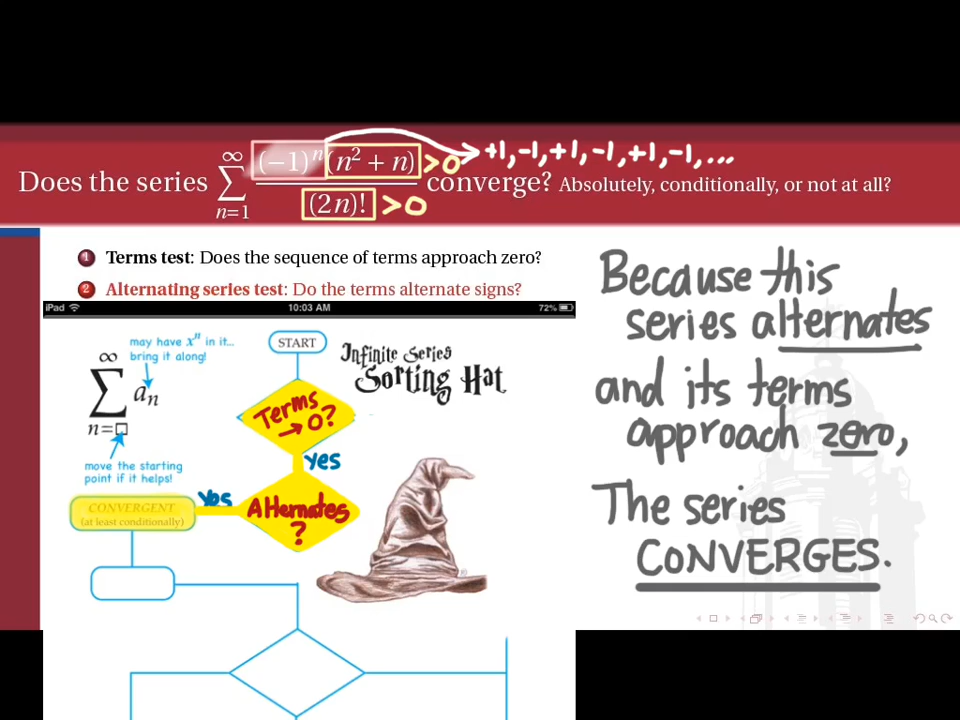 Does the series ∞ ∑ n=1 (−1)ⁿ(n² + n) / (2n)! converge? Absolutely, conditionally, or not at all?
>0
>0
+1,-1,+1,-1,+1,-1,...
1 Terms test: Does the sequence of terms approach zero?
2 Alternating series test: Do the terms alternate signs?
iPad 10:03 AM 72%
may have xⁿ in it...
bring it along!
∞ ∑ n=□ aₙ
move the starting
point if it helps!
START
Infinite Series
Sorting Hat
Terms
→0?
yes
Alternates
?
yes
CONVERGENT
(at least conditionally)
Because this
series alternates
and its terms
approach zero,
The series
CONVERGES.